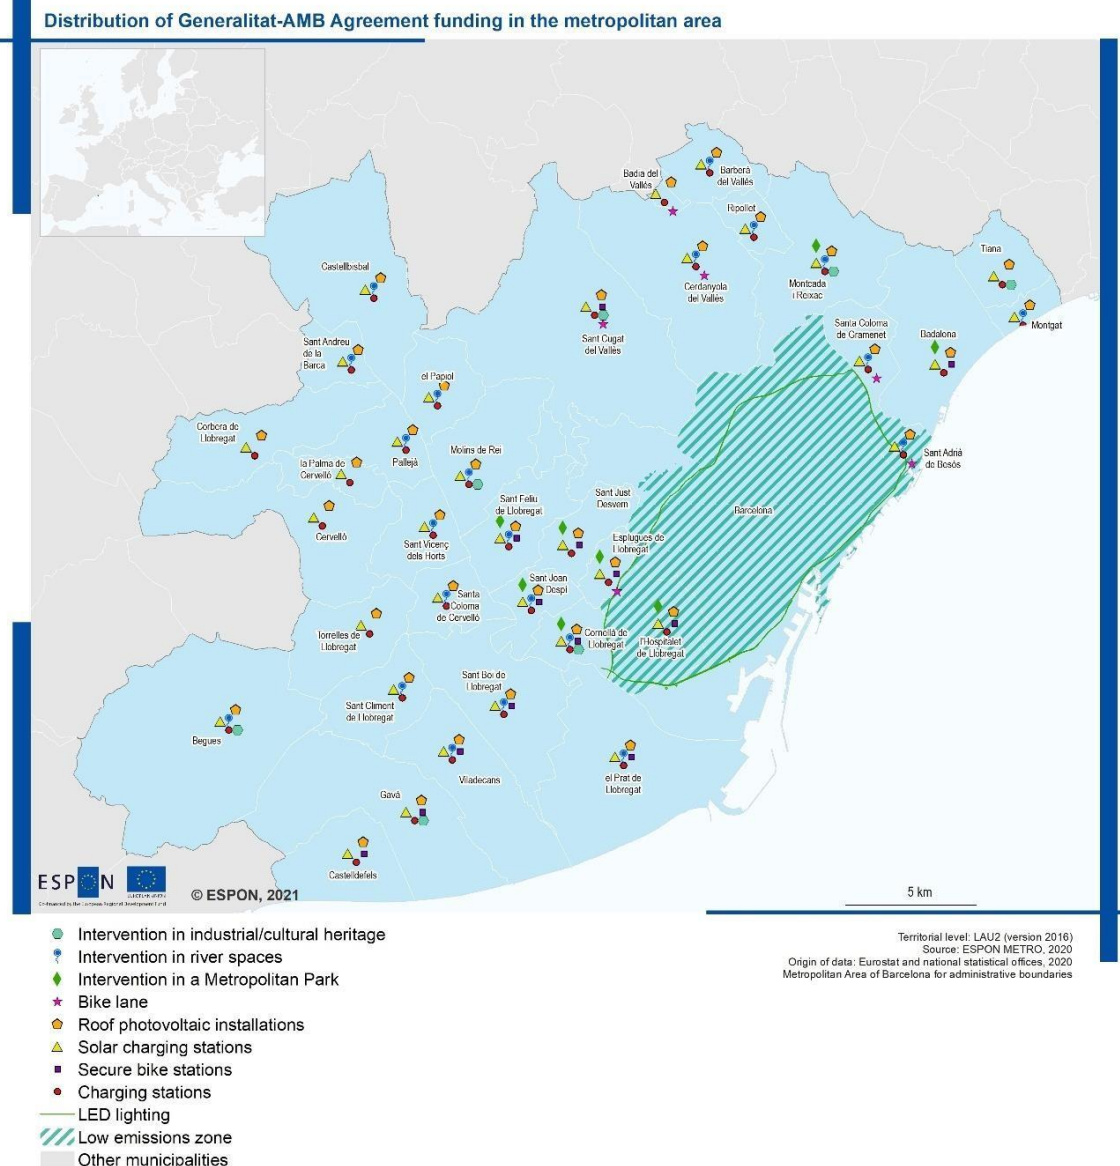 Distribution of Generalitat-AMB Agreement funding in the metropolitan area
Badia del
Vallès
Barberà
del Vallès
Ripollet
Tiana
Castellbisbal
Cerdanyola
del Vallès
Montcada
i Reixac
Montgat
Sant Cugat
del Vallès
Santa Coloma
de Gramenet
Badalona
Sant Andreu
de la
Barca
el Papiol
Corbera de
Llobregat
la Palma de
Cervelló
Pallejà
Molins de Rei
Sant Adrià
de Besòs
Sant Feliu
de Llobregat
Sant Just
Desvern
Barcelona
Cervelló
Sant Vicenç
dels Horts
Esplugues de
Llobregat
Sant Joan
Despí
Santa
Coloma
de Cervelló
Torrelles de
Llobregat
Cornellà de
Llobregat
l'Hospitalet
de Llobregat
Sant Climent
de Llobregat
Sant Boi de
Llobregat
Begues
Viladecans
el Prat de
Llobregat
Gavà
Castelldefels
ESPON
© ESPON, 2021
Co-financed by the European Regional Development Fund
5 km
Intervention in industrial/cultural heritage
Intervention in river spaces
Intervention in a Metropolitan Park
Bike lane
Roof photovoltaic installations
Solar charging stations
Secure bike stations
Charging stations
LED lighting
Low emissions zone
Other municipalities
Territorial level: LAU2 (version 2016)
Source: ESPON METRO, 2020
Origin of data: Eurostat and national statistical offices, 2020
Metropolitan Area of Barcelona for administrative boundaries